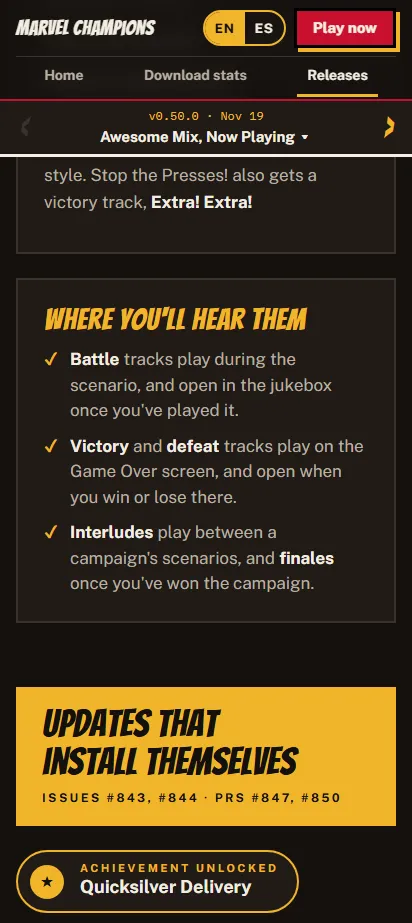 MARVEL CHAMPIONS
EN ES
Play now
Home Download stats Releases
v0.50.0 · Nov 19
Awesome Mix, Now Playing
style. Stop the Presses! also gets a
victory track, Extra! Extra!
WHERE YOU'LL HEAR THEM
✓ Battle tracks play during the
scenario, and open in the jukebox
once you've played it.
✓ Victory and defeat tracks play on the
Game Over screen, and open when
you win or lose there.
✓ Interludes play between a
campaign's scenarios, and finales
once you've won the campaign.
UPDATES THAT
INSTALL THEMSELVES
ISSUES #843, #844 · PRS #847, #850
ACHIEVEMENT UNLOCKED
Quicksilver Delivery